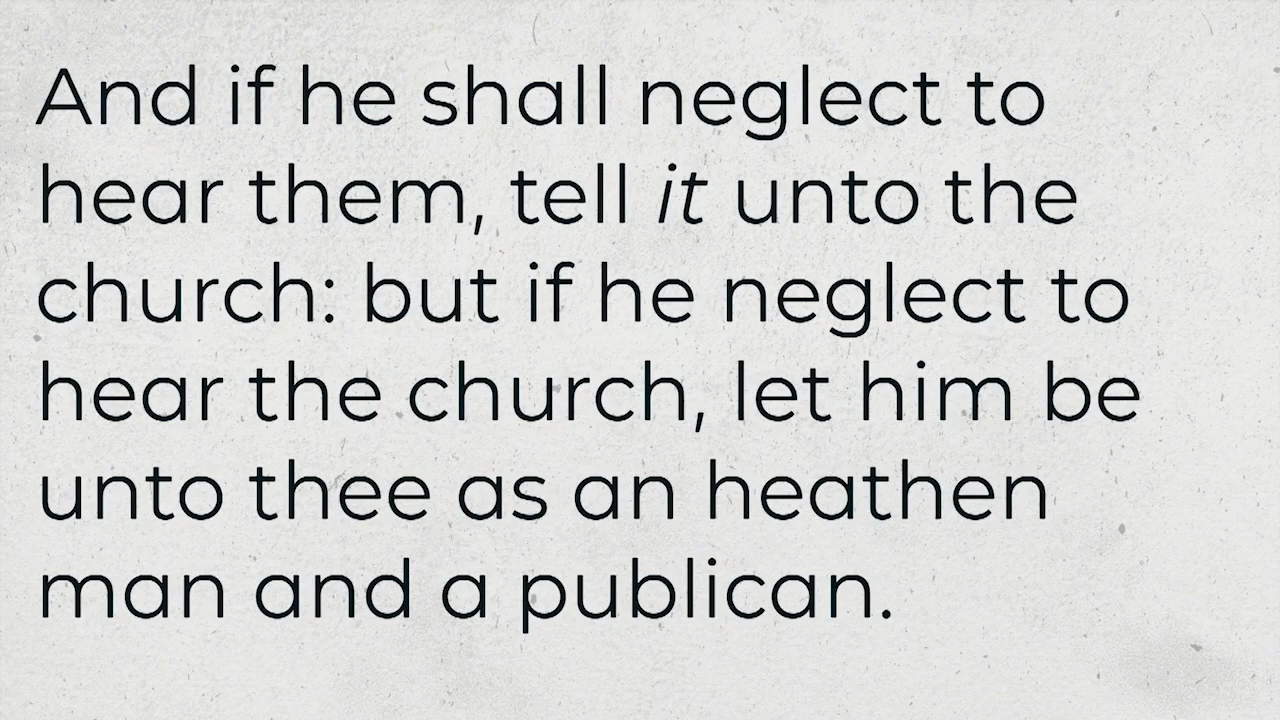 And if he shall neglect to
hear them, tell it unto the
church: but if he neglect to
hear the church, let him be
unto thee as an heathen
man and a publican.